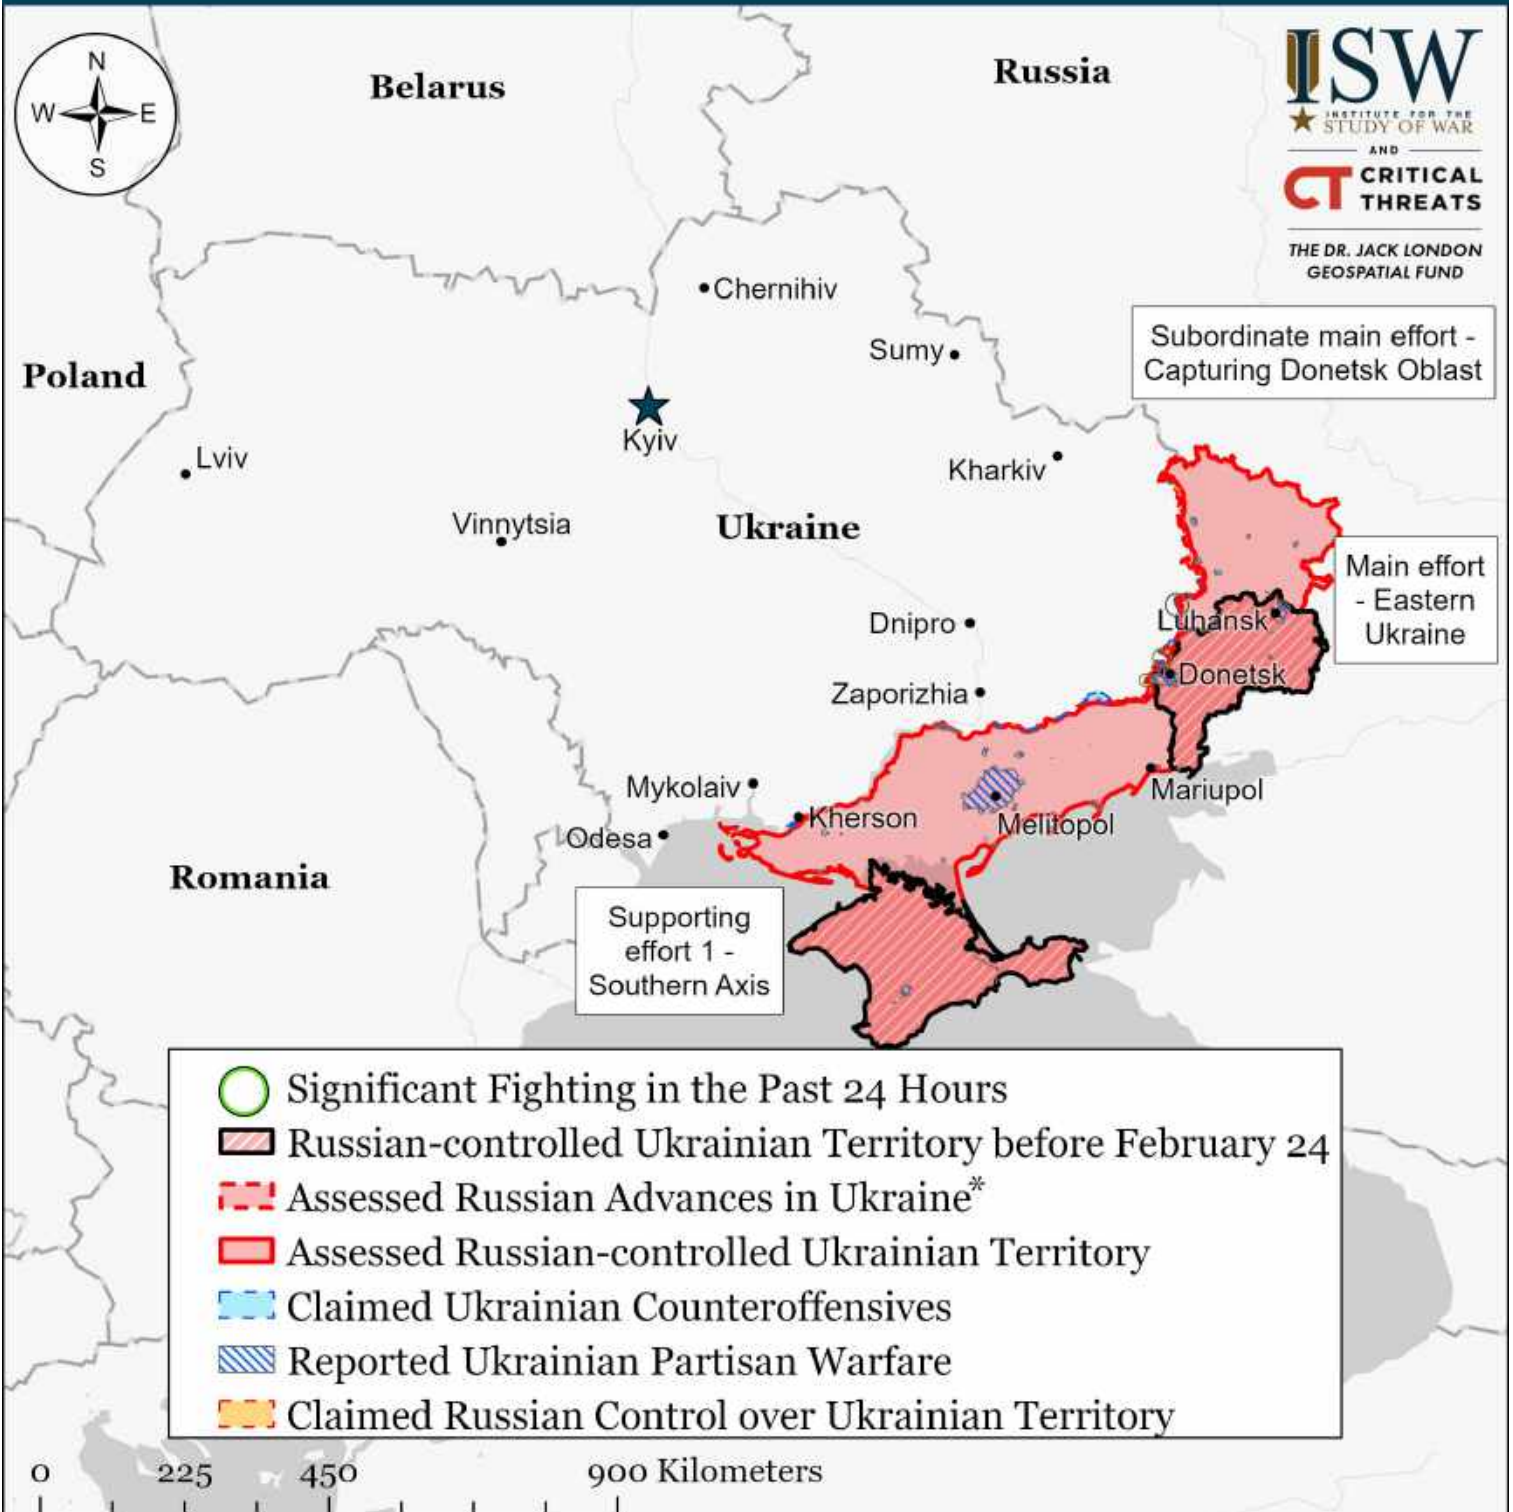 N
W
E
S
Belarus
Russia
ISW
INSTITUTE FOR THE
STUDY OF WAR
AND
CT CRITICAL
THREATS
THE DR. JACK LONDON
GEOSPATIAL FUND
Chernihiv
Subordinate main effort -
Capturing Donetsk Oblast
Sumy
Poland
Kyiv
Lviv
Kharkiv
Vinnytsia
Ukraine
Main effort
- Eastern
Ukraine
Dnipro
Luhansk
Donetsk
Zaporizhia
Mykolaiv
Mariupol
Kherson
Melitopol
Odesa
Romania
Supporting
effort 1 -
Southern Axis
Significant Fighting in the Past 24 Hours
Russian-controlled Ukrainian Territory before February 24
Assessed Russian Advances in Ukraine*
Assessed Russian-controlled Ukrainian Territory
Claimed Ukrainian Counteroffensives
Reported Ukrainian Partisan Warfare
Claimed Russian Control over Ukrainian Territory
0 225 450 900 Kilometers